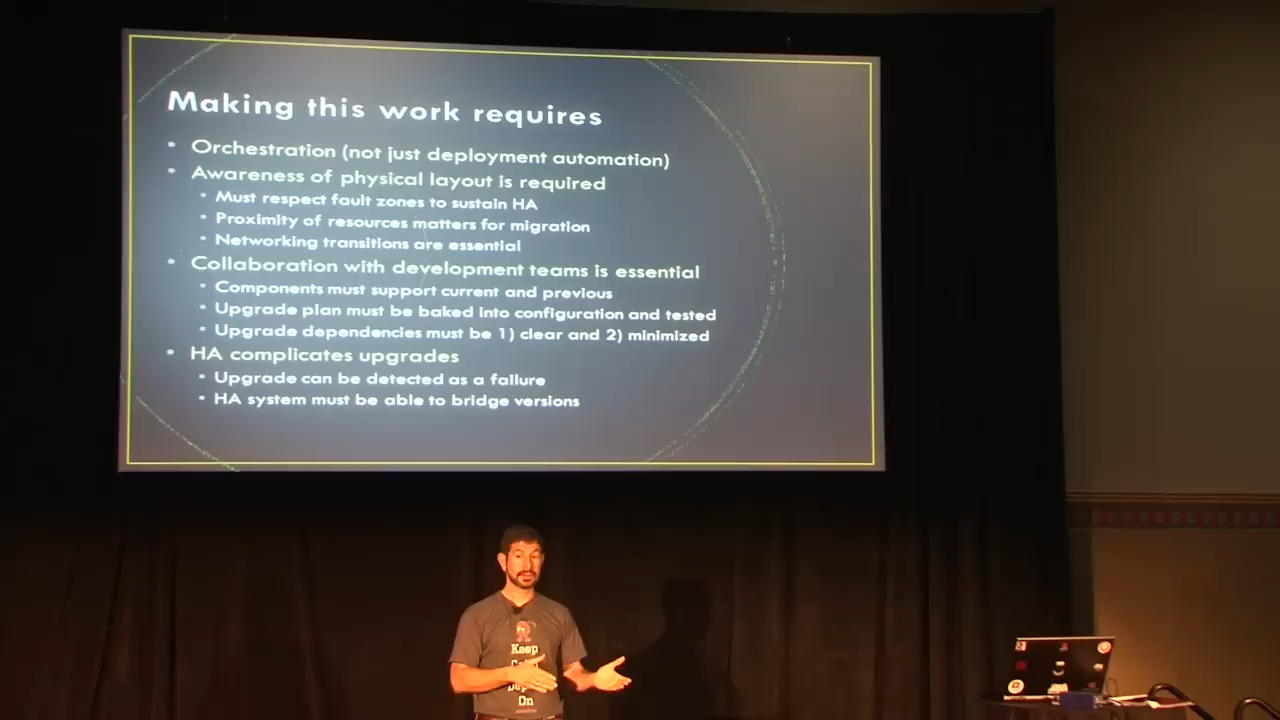 Making this work requires
• Orchestration (not just deployment automation)
• Awareness of physical layout is required
• Must respect fault zones to sustain HA
• Proximity of resources matters for migration
• Networking transitions are essential
• Collaboration with development teams is essential
• Components must support current and previous
• Upgrade plan must be baked into configuration and tested
• Upgrade dependencies must be 1) clear and 2) minimized
• HA complicates upgrades
• Upgrade can be detected as a failure
• HA system must be able to bridge versions
Keep
On